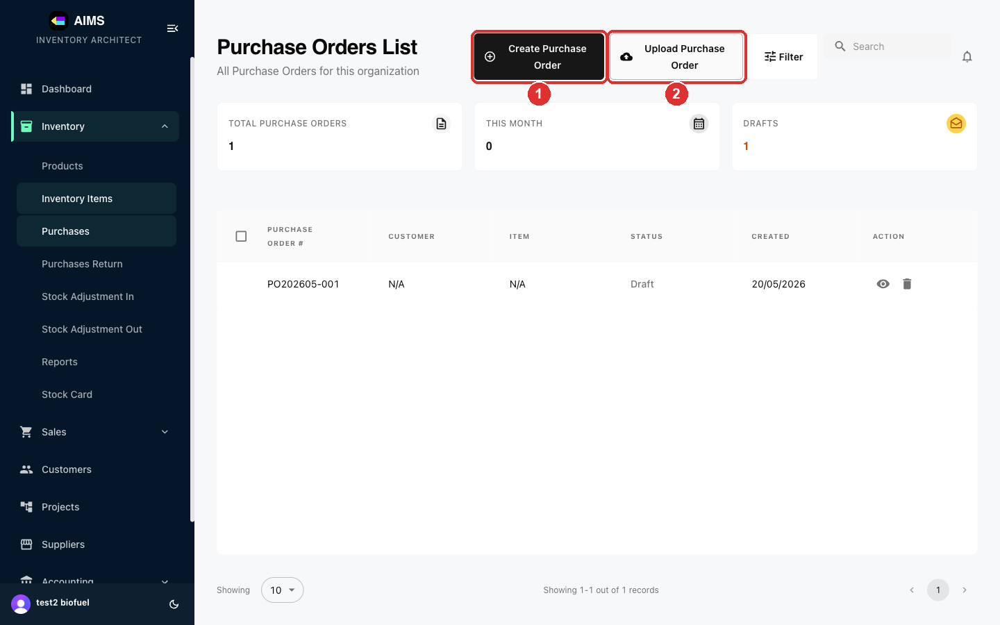 AIMS
INVENTORY ARCHITECT
Dashboard
Inventory
Products
Inventory Items
Purchases
Purchases Return
Stock Adjustment In
Stock Adjustment Out
Reports
Stock Card
Sales
Customers
Projects
Suppliers
Accounting
test2 biofuel
Purchase Orders List
All Purchase Orders for this organization
Create Purchase
Order
Upload Purchase
Order
Filter
Search
1
2
TOTAL PURCHASE ORDERS
1
THIS MONTH
0
DRAFTS
1
PURCHASE
ORDER #
CUSTOMER
ITEM
STATUS
CREATED
ACTION
PO202605-001
N/A
N/A
Draft
20/05/2026
Showing
10
Showing 1-1 out of 1 records
1